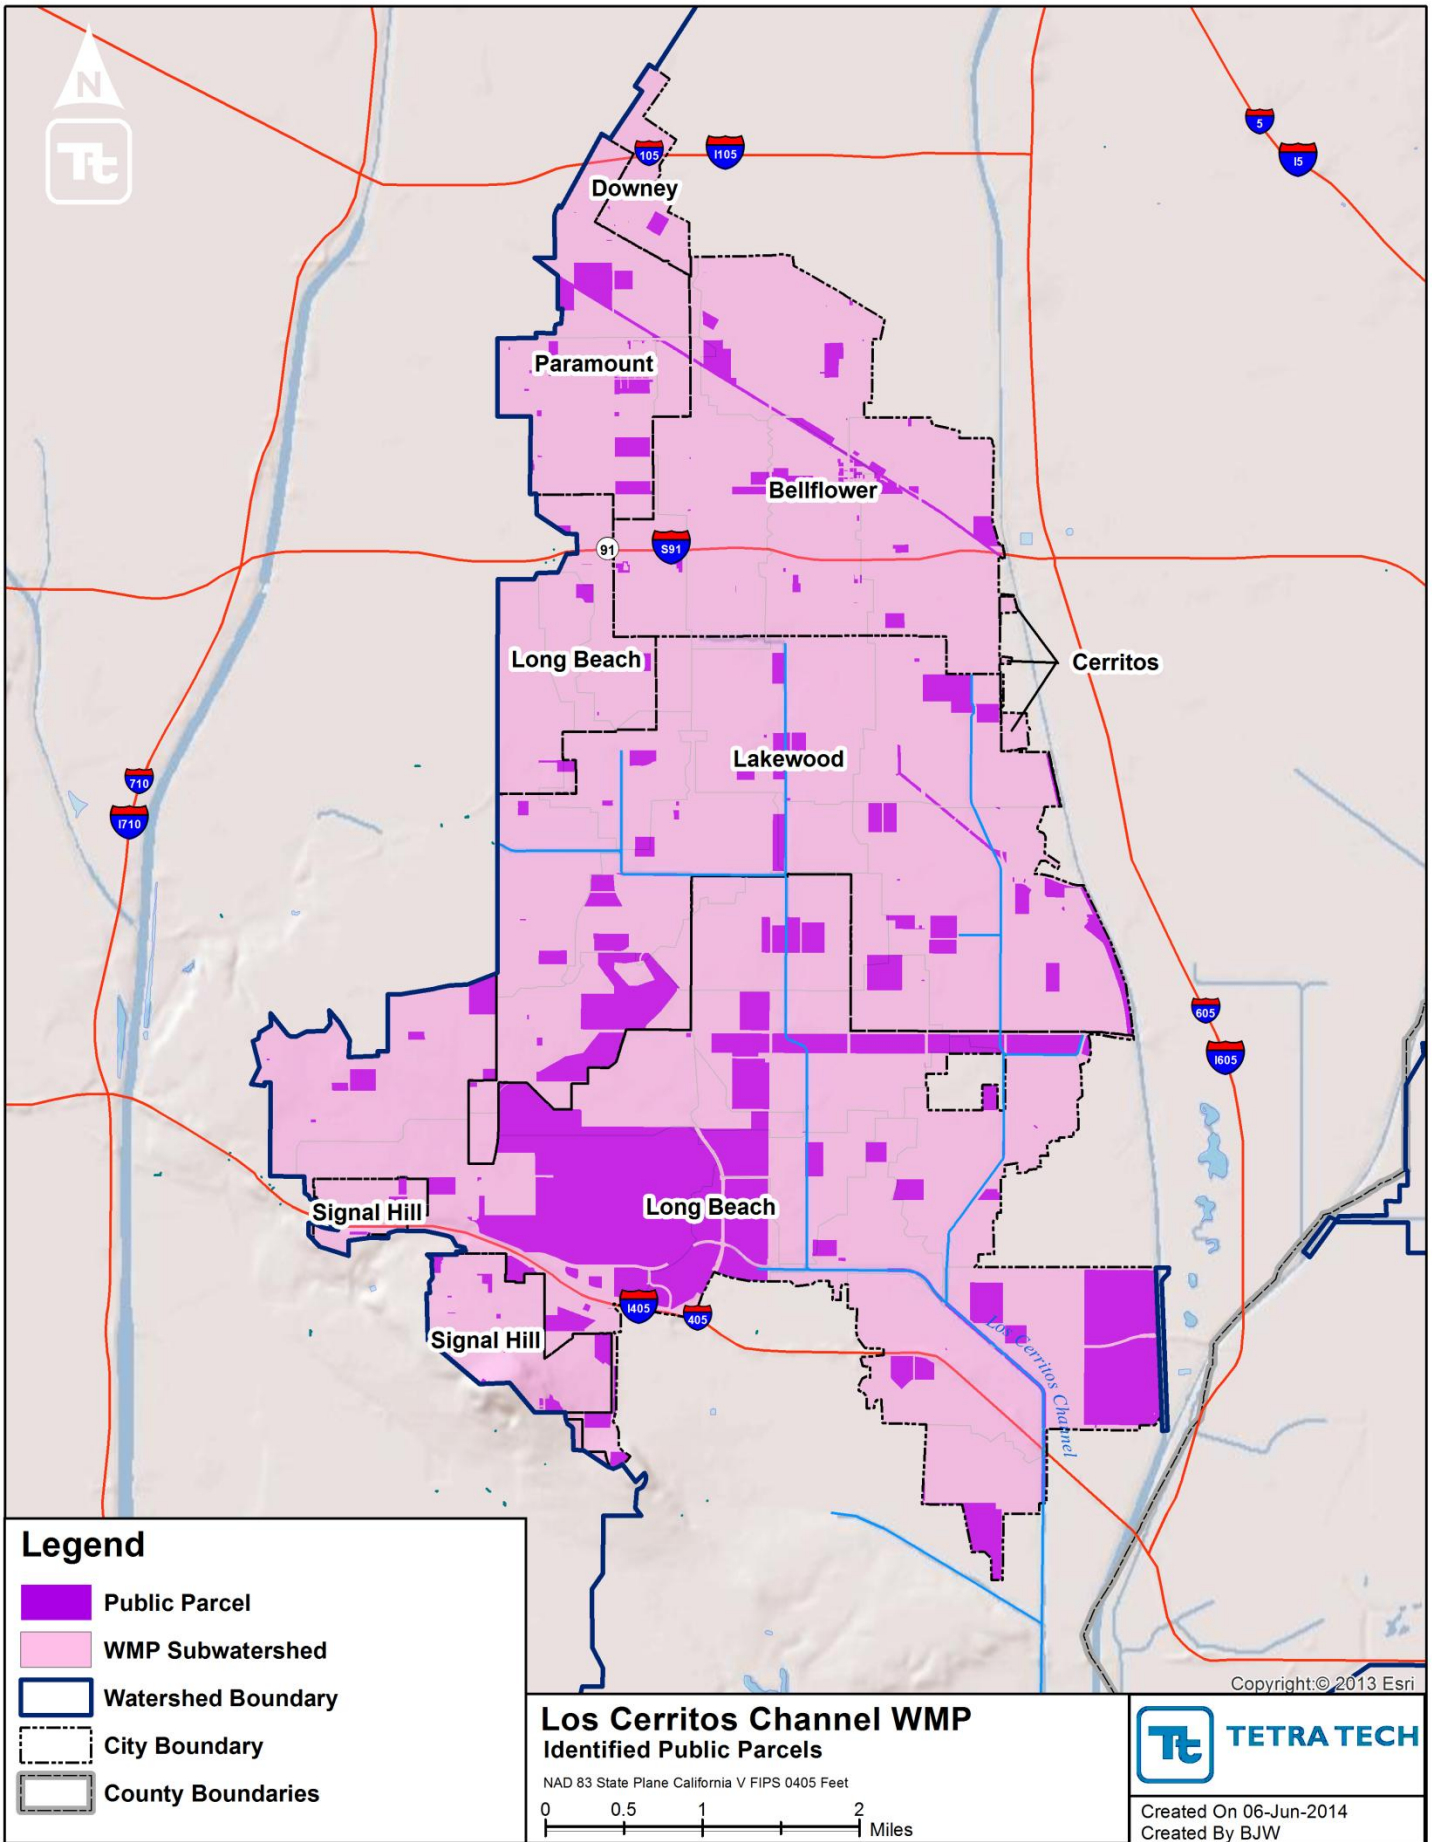 N
Tt
105
I105
5
I5
Downey
Paramount
Bellflower
91
S91
Long Beach
Cerritos
Lakewood
710
I710
605
I605
Signal Hill
Long Beach
I405
405
Signal Hill
Los Cerritos Channel
Copyright:© 2013 Esri
Legend
Public Parcel
WMP Subwatershed
Watershed Boundary
City Boundary
County Boundaries
Los Cerritos Channel WMP
Identified Public Parcels
NAD 83 State Plane California V FIPS 0405 Feet
0 0.5 1 2
Miles
Tt TETRA TECH
Created On 06-Jun-2014
Created By BJW